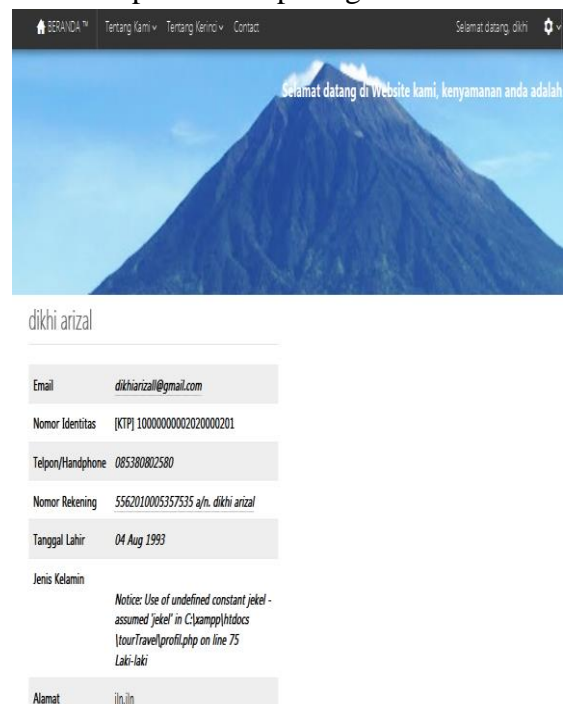 BERANDA ™ Tentang Kami Tentang Kerinci Contact Selamat datang, dikhi
Selamat datang di Website kami, kenyamanan anda adalah
dikhi arizal
Email dikhiarizall@gmail.com
Nomor Identitas [KTP] 10000000002020000201
Telpon/Handphone 085380802580
Nomor Rekening 5562010005357535 a/n. dikhi arizal
Tanggal Lahir 04 Aug 1993
Jenis Kelamin
Notice: Use of undefined constant jekel -
assumed 'jekel' in C:\xampp\htdocs
\tourTravel\profil.php on line 75
Laki-laki
Alamat jln.jln